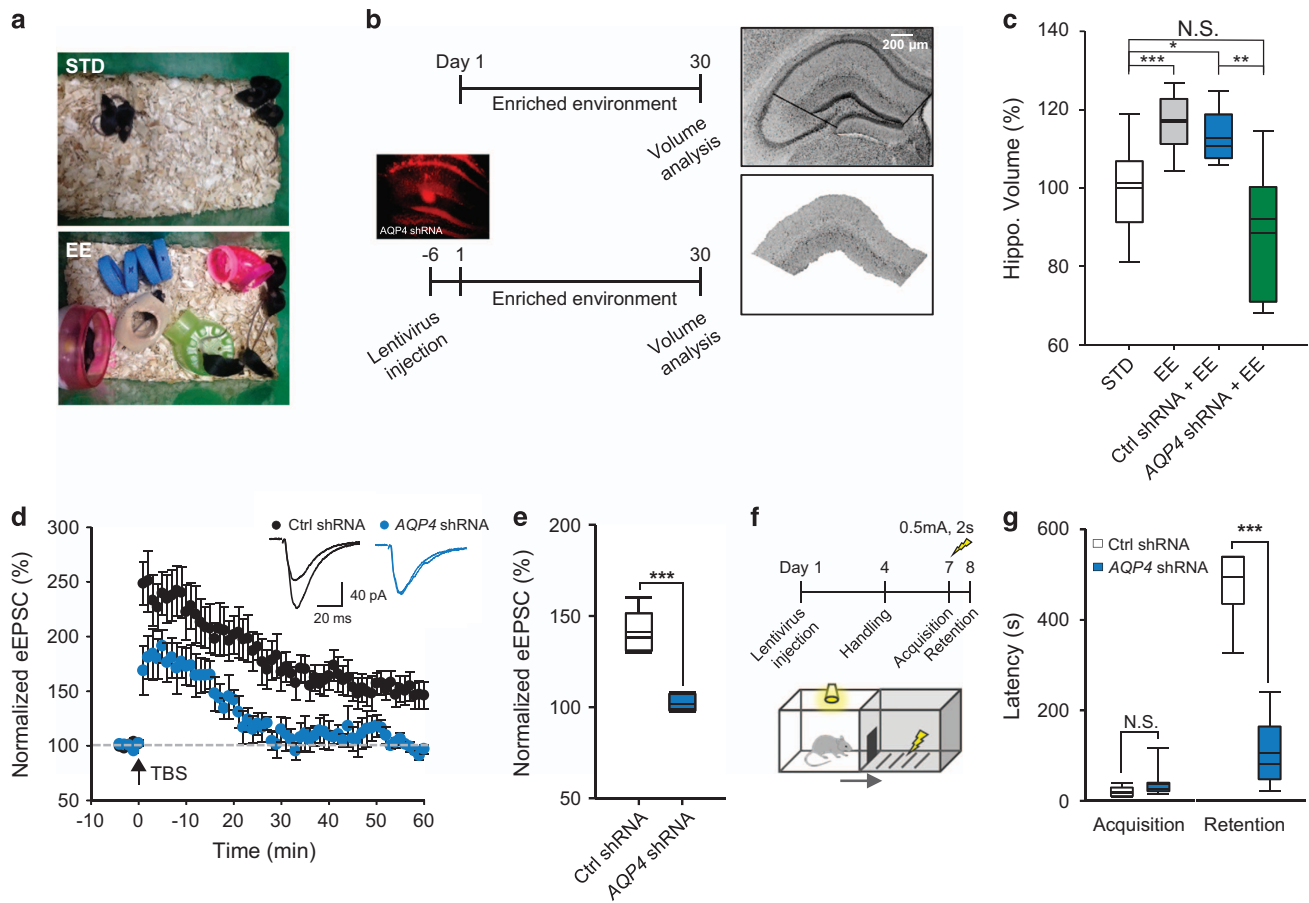 a
STD
EE
b
Day 1
30
Enriched environment
Volume
analysis
AQP4 shRNA
-6
1
30
Enriched environment
Lentivirus
injection
Volume
analysis
200 µm
c
Hippo. Volume (%)
140
120
100
80
60
N.S.
*
***
**
STD
EE
Ctrl shRNA + EE
AQP4 shRNA + EE
d
Normalized eEPSC (%)
300
250
200
150
100
50
Ctrl shRNA
AQP4 shRNA
40 pA
20 ms
TBS
-10
0
-10
20
30
40
50
60
Time (min)
e
Normalized eEPSC (%)
200
150
100
50
***
Ctrl shRNA
AQP4 shRNA
f
0.5mA, 2s
Day 1
4
7
8
Lentivirus
injection
Handling
Acquisition
Retention
g
Latency (s)
600
400
200
0
Ctrl shRNA
AQP4 shRNA
***
N.S.
Acquisition
Retention